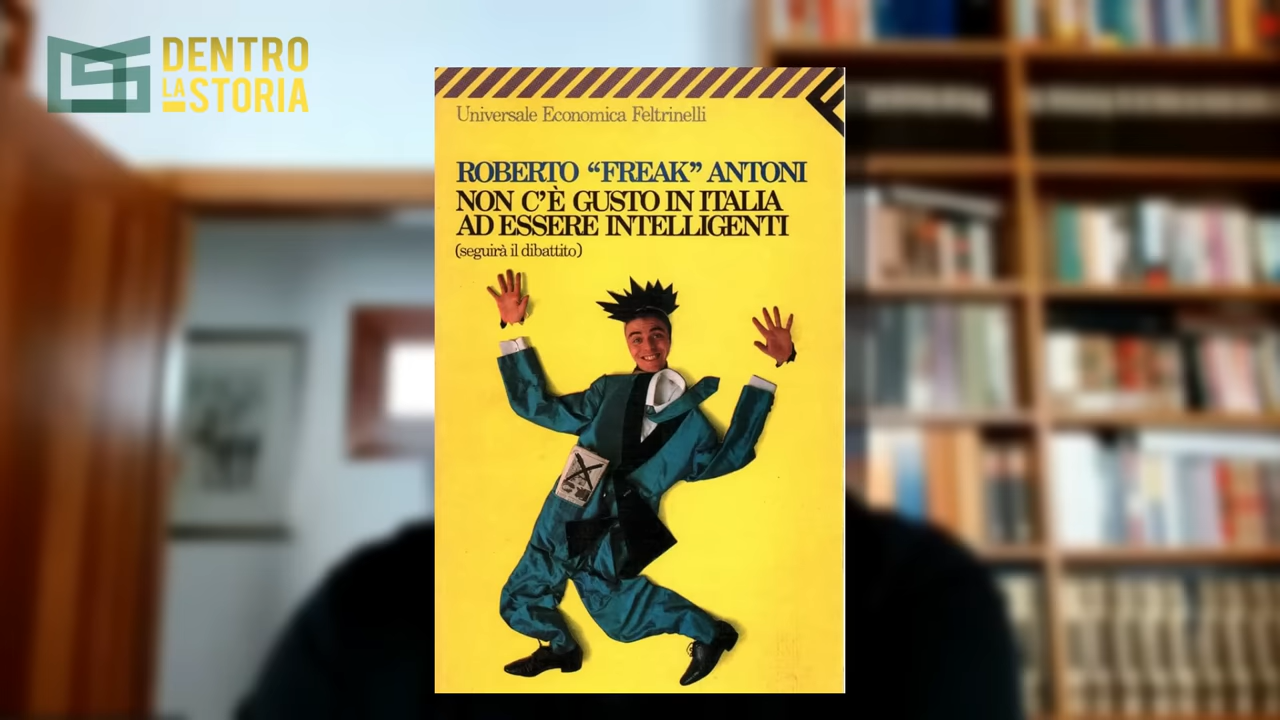 DENTRO
LA STORIA
Universale Economica Feltrinelli
ROBERTO “FREAK” ANTONI
NON C’È GUSTO IN ITALIA
AD ESSERE INTELLIGENTI
(seguirà il dibattito)